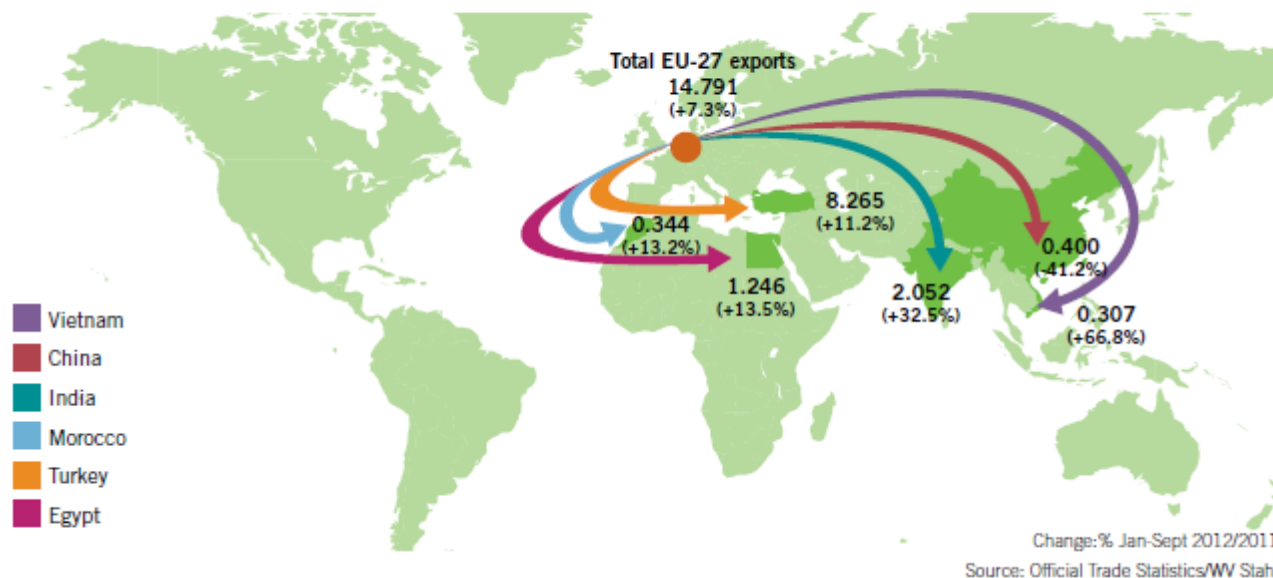 Total EU-27 exports
14.791
(+7.3%)
8.265
(+11.2%)
0.344
(+13.2%)
0.400
(-41.2%)
1.246
(+13.5%)
2.052
(+32.5%)
0.307
(+66.8%)
Vietnam
China
India
Morocco
Turkey
Egypt
Change:% Jan-Sept 2012/2011
Source: Official Trade Statistics/WV Stah